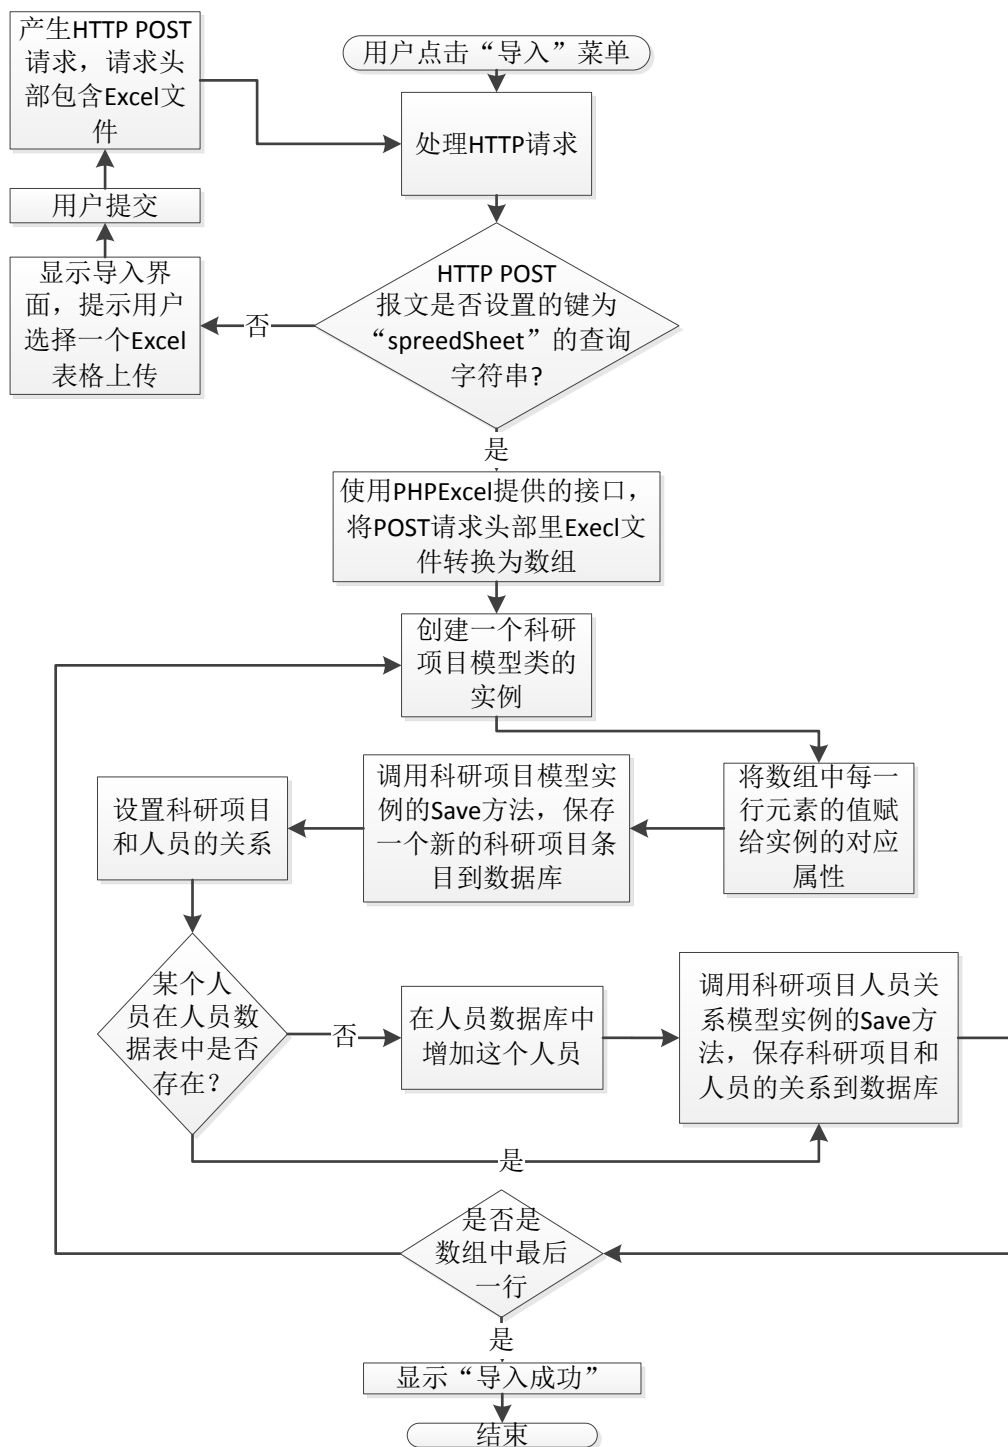 产生HTTP POST
请求，请求头
部包含Excel文
件
用户点击“导入”菜单
处理HTTP请求
用户提交
显示导入界
面，提示用户
选择一个Excel
表格上传
否
HTTP POST
报文是否设置的键为
“spreedSheet”的查询
字符串？
是
使用PHPExcel提供的接口，
将POST请求头部里Execl文
件转换为数组
创建一个科研
项目模型类的
实例
设置科研项目
和人员的关系
调用科研项目模型实
例的Save方法，保存
一个新的科研项目条
目到数据库
将数组中每一
行元素的值赋
给实例的对应
属性
某个人
员在人员数
据表中是否
存在？
否
在人员数据库中
增加这个人员
调用科研项目人员关
系模型实例的Save方
法，保存科研项目和
人员的关系到数据库
是
是否是
数组中最后
一行
是
显示“导入成功”
结束